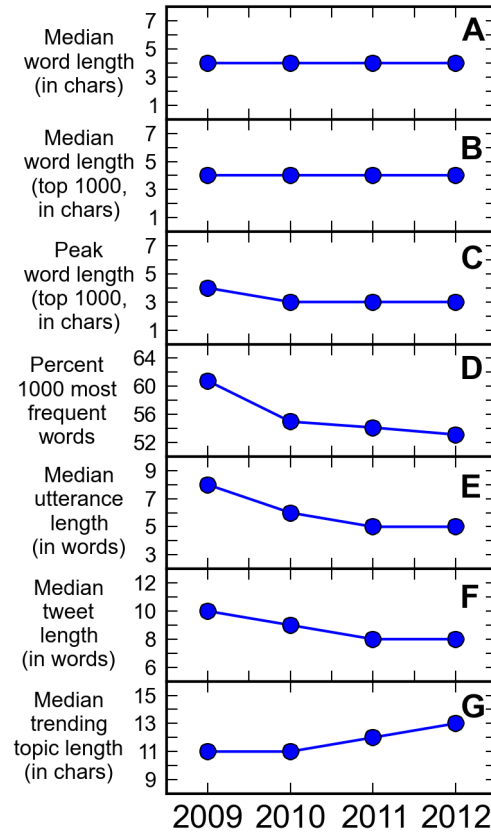 Median
word length
(in chars)
7
5
3
1
A
Median
word length
(top 1000,
in chars)
7
5
3
1
B
Peak
word length
(top 1000,
in chars)
7
5
3
1
C
Percent
1000 most
frequent
words
64
60
56
52
D
Median
utterance
length
(in words)
9
7
5
3
E
Median
tweet
length
(in words)
12
10
8
6
F
Median
trending
topic length
(in chars)
15
13
11
9
G
2009 2010 2011 2012